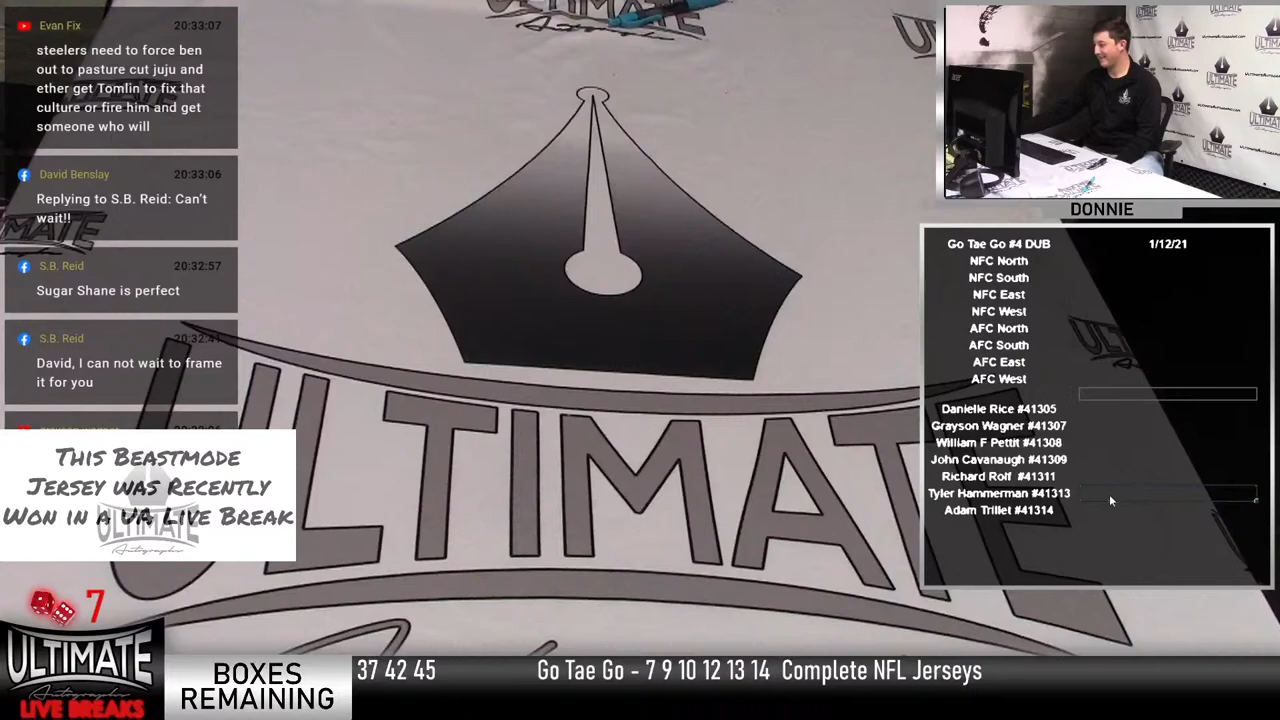 Evan Fix 20:33:07
steelers need to force ben
out to pasture cut juju and
ether get Tomlin to fix that
culture or fire him and get
someone who will
David Benslay 20:33:06
Replying to S.B. Reid: Can't
wait!!
S.B. Reid 20:32:57
Sugar Shane is perfect
S.B. Reid 20:32:41
David, I can not wait to frame
it for you
This Beastmode
Jersey was Recently
Won in a UA Live Break
7
ULTIMATE
LIVE BREAKS
BOXES
REMAINING
37 42 45
Go Tae Go - 7 9 10 12 13 14 Complete NFL Jerseys
ULTIMATE
ULTIMATE
DONNIE
Go Tae Go #4 DUB 1/12/21
NFC North
NFC South
NFC East
NFC West
AFC North
AFC South
AFC East
AFC West
Danielle Rice #41305
Grayson Wagner #41307
William F Pettit #41308
John Cavanaugh #41309
Richard Rolf #41311
Tyler Hammerman #41313
Adam Trillet #41314